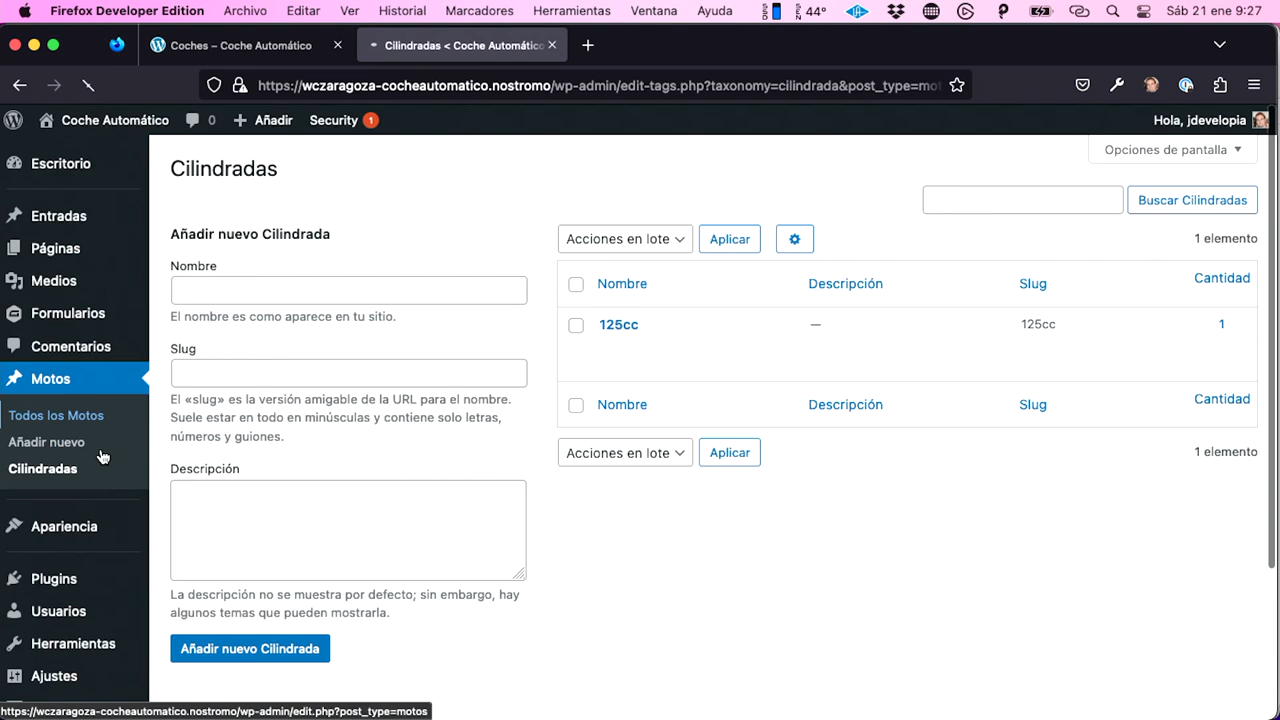 Firefox Developer Edition Archivo Editar Ver Historial Marcadores Herramientas Ventana Ayuda 44° Sáb 21 ene 9:27
Coches – Coche Automático
Cilindradas < Coche Automático
https://wczaragoza-cocheautomatico.nostromo/wp-admin/edit-tags.php?taxonomy=cilindrada&post_type=mot
Coche Automático 0 Añadir Security 1 Hola, jdevelopia
Opciones de pantalla
Escritorio
Entradas
Páginas
Medios
Formularios
Comentarios
Motos
Todos los Motos
Añadir nuevo
Cilindradas
Apariencia
Plugins
Usuarios
Herramientas
Ajustes
Cilindradas
Buscar Cilindradas
Añadir nuevo Cilindrada
Nombre
El nombre es como aparece en tu sitio.
Slug
El «slug» es la versión amigable de la URL para el nombre.
Suele estar en todo en minúsculas y contiene solo letras,
números y guiones.
Descripción
La descripción no se muestra por defecto; sin embargo, hay
algunos temas que pueden mostrarla.
Añadir nuevo Cilindrada
Acciones en lote Aplicar 1 elemento
Nombre Descripción Slug Cantidad
125cc — 125cc 1
Nombre Descripción Slug Cantidad
Acciones en lote Aplicar 1 elemento
https://wczaragoza-cocheautomatico.nostromo/wp-admin/edit.php?post_type=motos